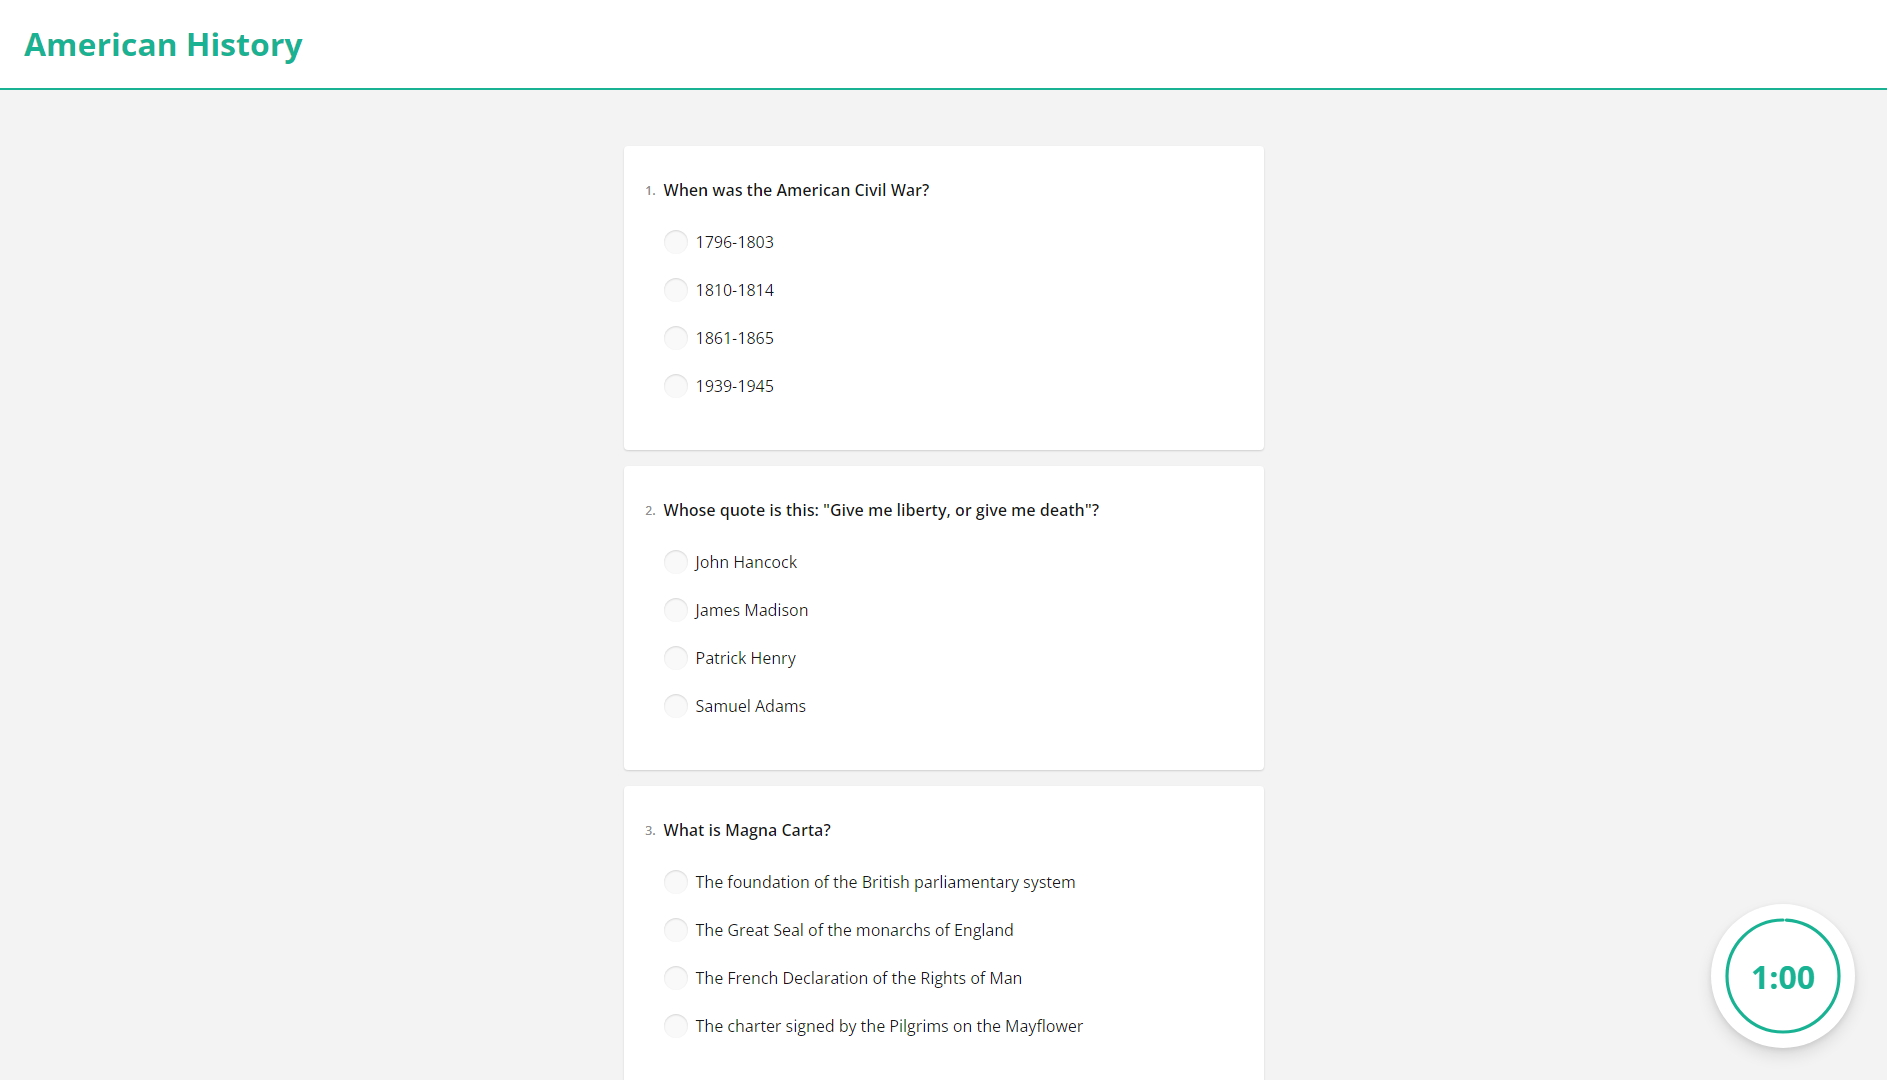 American History
1. When was the American Civil War?
1796-1803
1810-1814
1861-1865
1939-1945
2. Whose quote is this: "Give me liberty, or give me death"?
John Hancock
James Madison
Patrick Henry
Samuel Adams
3. What is Magna Carta?
The foundation of the British parliamentary system
The Great Seal of the monarchs of England
The French Declaration of the Rights of Man
The charter signed by the Pilgrims on the Mayflower
1:00